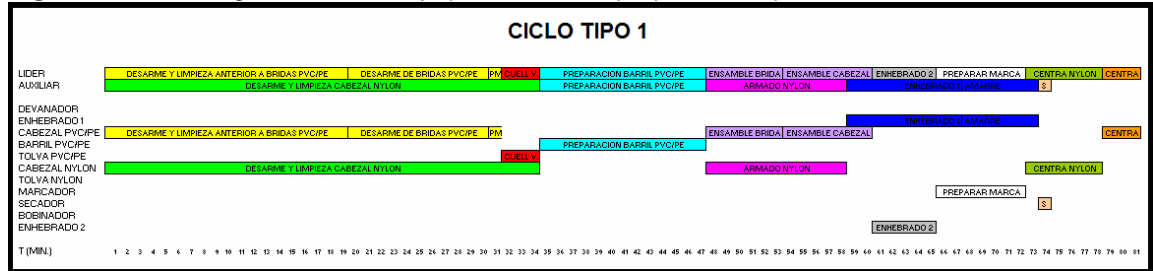 CICLO TIPO 1
LIDER DESARME Y LIMPIEZA ANTERIOR A BRIDAS PVC/PE DESARME DE BRIDAS PVC/PE PM CUELL V. PREPARACION BARRIL PVC/PE ENSAMBLE BRIDA ENSAMBLE CABEZAL ENHEBRADO 2 PREPARAR MARCA CENTRA NYLON CENTRA
AUXILIAR DESARME Y LIMPIEZA CABEZAL NYLON PREPARACION BARRIL PVC/PE ARMADO NYLON ENHEBRADO 1, AMARRE S
DEVANADOR
ENHEBRADO 1 ENHEBRADO 1, AMARRE
CABEZAL PVC/PE DESARME Y LIMPIEZA ANTERIOR A BRIDAS PVC/PE DESARME DE BRIDAS PVC/PE PM ENSAMBLE BRIDA ENSAMBLE CABEZAL CENTRA
BARRIL PVC/PE PREPARACION BARRIL PVC/PE
TOLVA PVC/PE CUELL V.
CABEZAL NYLON DESARME Y LIMPIEZA CABEZAL NYLON ARMADO NYLON CENTRA NYLON
TOLVA NYLON
MARCADOR PREPARAR MARCA
SECADOR S
BOBINADOR
ENHEBRADO 2 ENHEBRADO 2
T (MIN.) 1 2 3 4 5 6 7 8 9 10 11 12 13 14 15 16 17 18 19 20 21 22 23 24 25 26 27 28 29 30 31 32 33 34 35 36 37 38 39 40 41 42 43 44 45 46 47 48 49 50 51 52 53 54 55 56 57 58 59 60 61 62 63 64 65 66 67 68 69 70 71 72 73 74 75 76 77 78 79 80 81